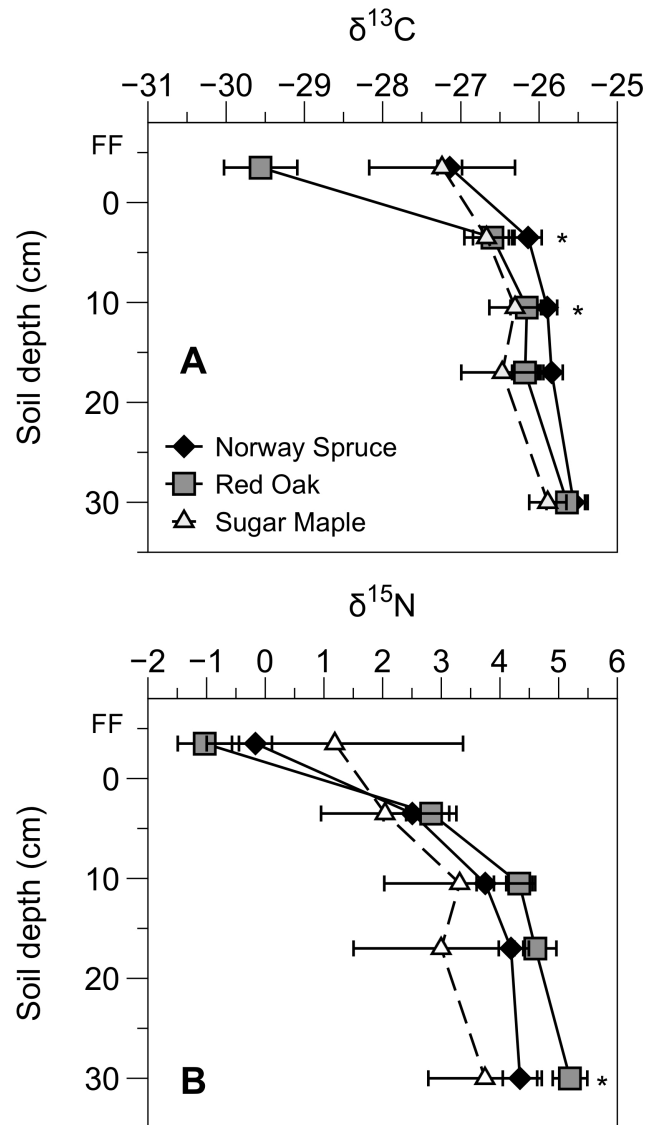 δ¹³C
−31 −30 −29 −28 −27 −26 −25
FF
0
*
10
*
A
20
Norway Spruce
Red Oak
30
Sugar Maple
Soil depth (cm)
δ¹⁵N
−2 −1 0 1 2 3 4 5 6
FF
0
10
20
30
*
B
Soil depth (cm)